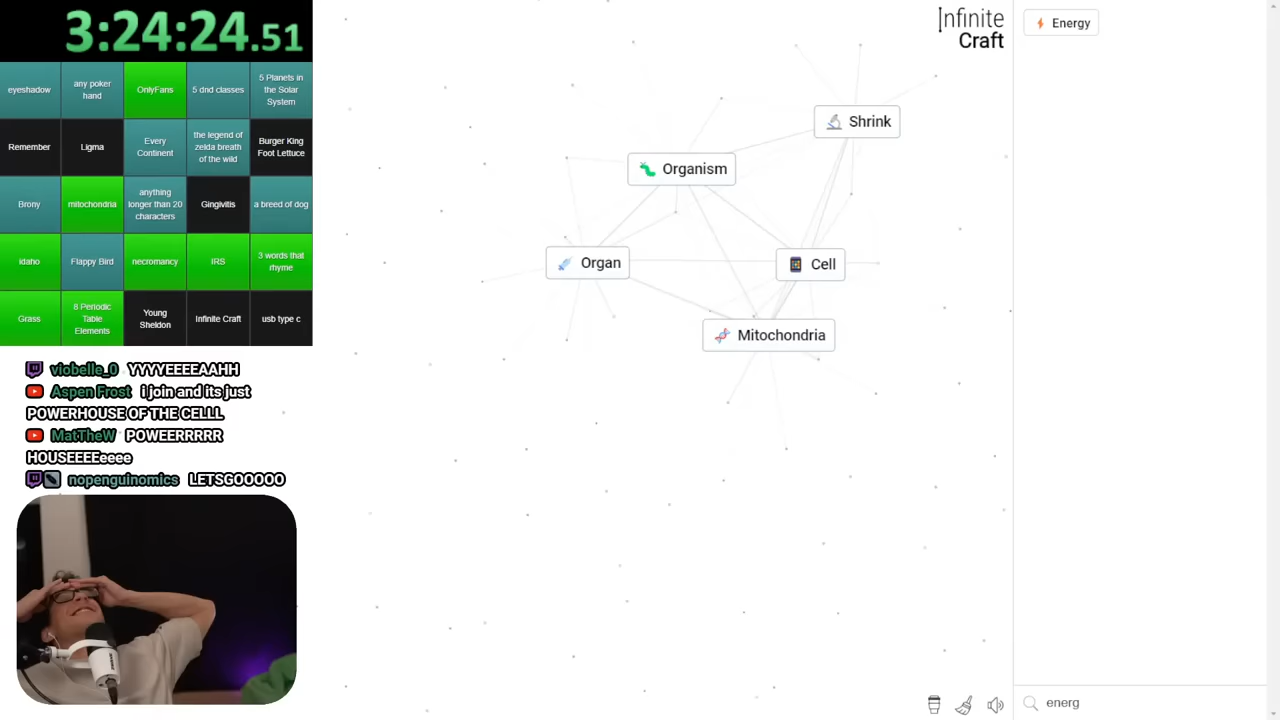 3:24:24.51
eyeshadow
any poker
hand
OnlyFans
5 dnd classes
5 Planets in
the Solar
System
Remember
Ligma
Every
Continent
the legend of
zelda breath
of the wild
Burger King
Foot Lettuce
Brony
mitochondria
anything
longer than 20
characters
Gingivitis
a breed of dog
idaho
Flappy Bird
necromancy
IRS
3 words that
rhyme
Grass
8 Periodic
Table
Elements
Young
Sheldon
Infinite Craft
usb type c
viobelle_0 YYYYEEEEAAHH
Aspen Frost i join and its just
POWERHOUSE OF THE CELLL
MatTheW POWEERRRRR
HOUSEEEEeeee
nopenguinomics LETSGOOOOO
Infinite
Craft
Shrink
Organism
Organ
Cell
Mitochondria
Energy
energ